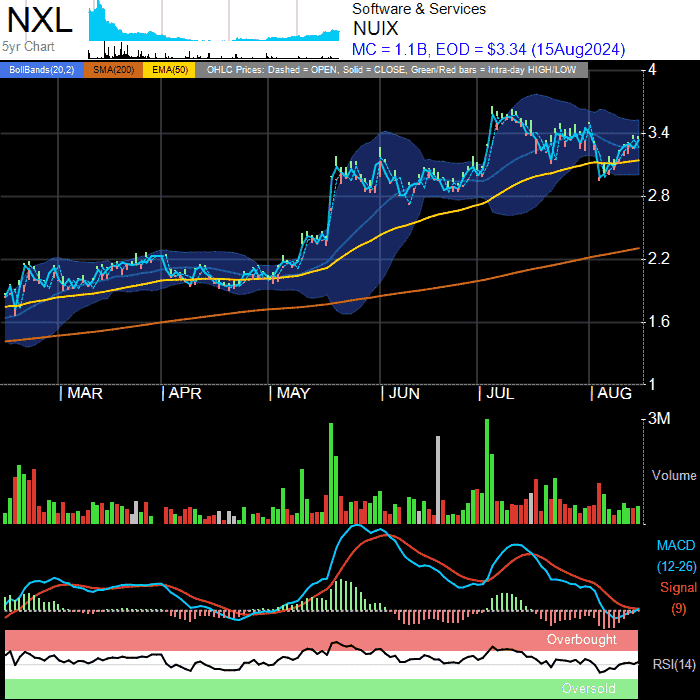 NXL
5yr Chart
Software & Services
NUIX
MC = 1.1B, EOD = $3.34 (15Aug2024)
BollBands(20,2) SMA(200) EMA(50) OHLC Prices: Dashed = OPEN, Solid = CLOSE, Green/Red bars = Intra-day HIGH/LOW
4
3.4
2.8
2.2
1.6
1
MAR APR MAY JUN JUL AUG
3M
Volume
MACD
(12-26)
Signal
(9)
Overbought
RSI(14)
Oversold